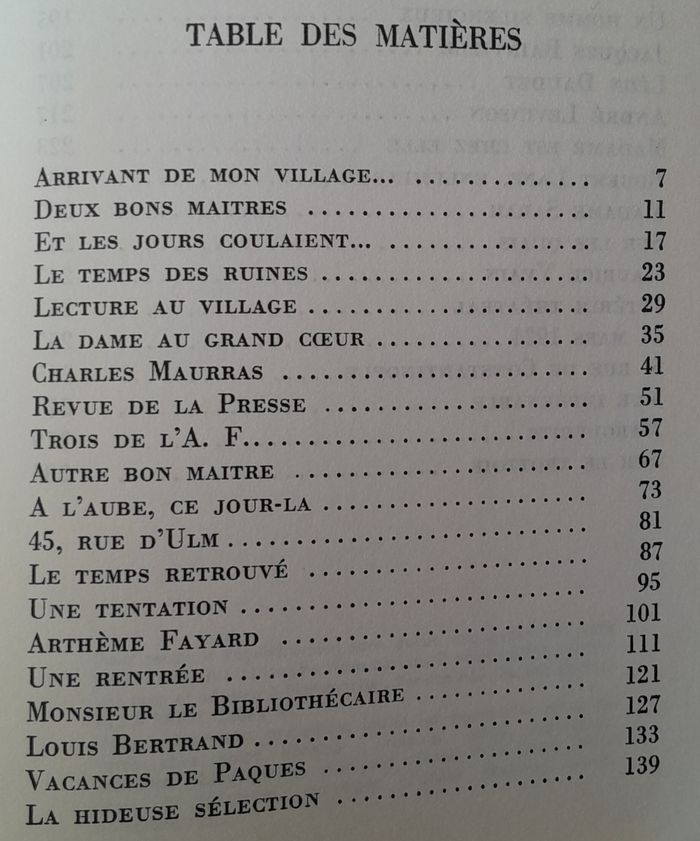 TABLE DES MATIÈRES
ARRIVANT DE MON VILLAGE... .............. 7
DEUX BONS MAITRES ...................... 11
ET LES JOURS COULAIENT... ................ 17
LE TEMPS DES RUINES ..................... 23
LECTURE AU VILLAGE ...................... 29
LA DAME AU GRAND CŒUR ................. 35
CHARLES MAURRAS ........................ 41
REVUE DE LA PRESSE ..................... 51
TROIS DE L'A. F........................... 57
AUTRE BON MAITRE ....................... 67
A L'AUBE, CE JOUR-LA ..................... 73
45, RUE D'ULM ............................ 81
LE TEMPS RETROUVÉ ...................... 87
UNE TENTATION ........................... 95
ARTHÈME FAYARD ........................ 101
UNE RENTRÉE ............................ 111
MONSIEUR LE BIBLIOTHÉCAIRE .............. 121
LOUIS BERTRAND .......................... 127
VACANCES DE PAQUES ..................... 133
LA HIDEUSE SÉLECTION .................... 139